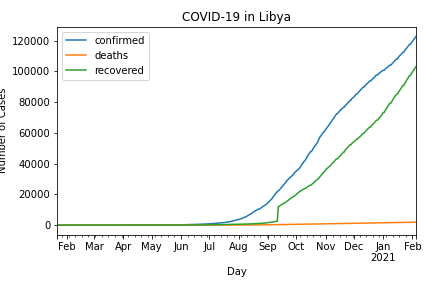 COVID-19 in Libya
confirmed
deaths
recovered
120000
100000
80000
60000
40000
20000
0
Number of Cases
Feb Mar Apr May Jun Jul Aug Sep Oct Nov Dec Jan Feb
2021
Day